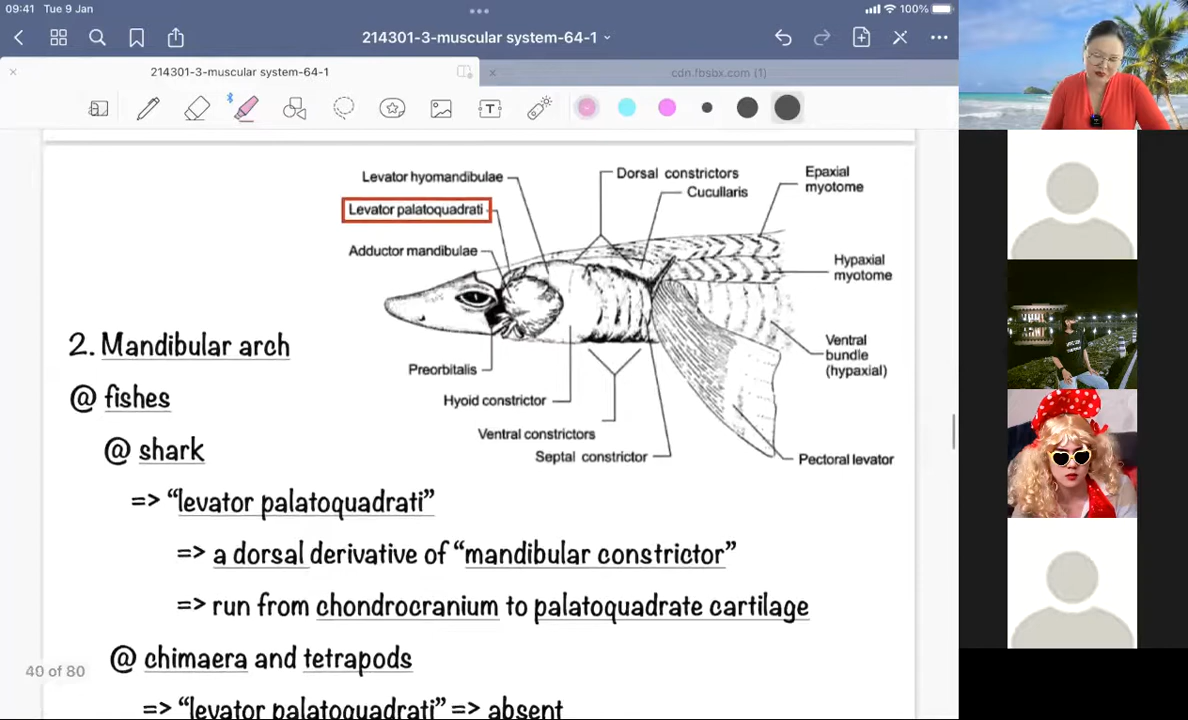 09:41 Tue 9 Jan
100%
214301-3-muscular system-64-1
214301-3-muscular system-64-1
cdn.fbsbx.com (1)
Levator hyomandibulae
Dorsal constrictors
Epaxial
myotome
Cucullaris
Levator palatoquadrati
Adductor mandibulae
Hypaxial
myotome
2. Mandibular arch
Ventral
bundle
(hypaxial)
Preorbitalis
@ fishes
Hyoid constrictor
Ventral constrictors
@ shark
Septal constrictor
Pectoral levator
=> “levator palatoquadrati”
=> a dorsal derivative of “mandibular constrictor”
=> run from chondrocranium to palatoquadrate cartilage
@ chimaera and tetrapods
40 of 80
=> “levator palatoquadrati” => absent